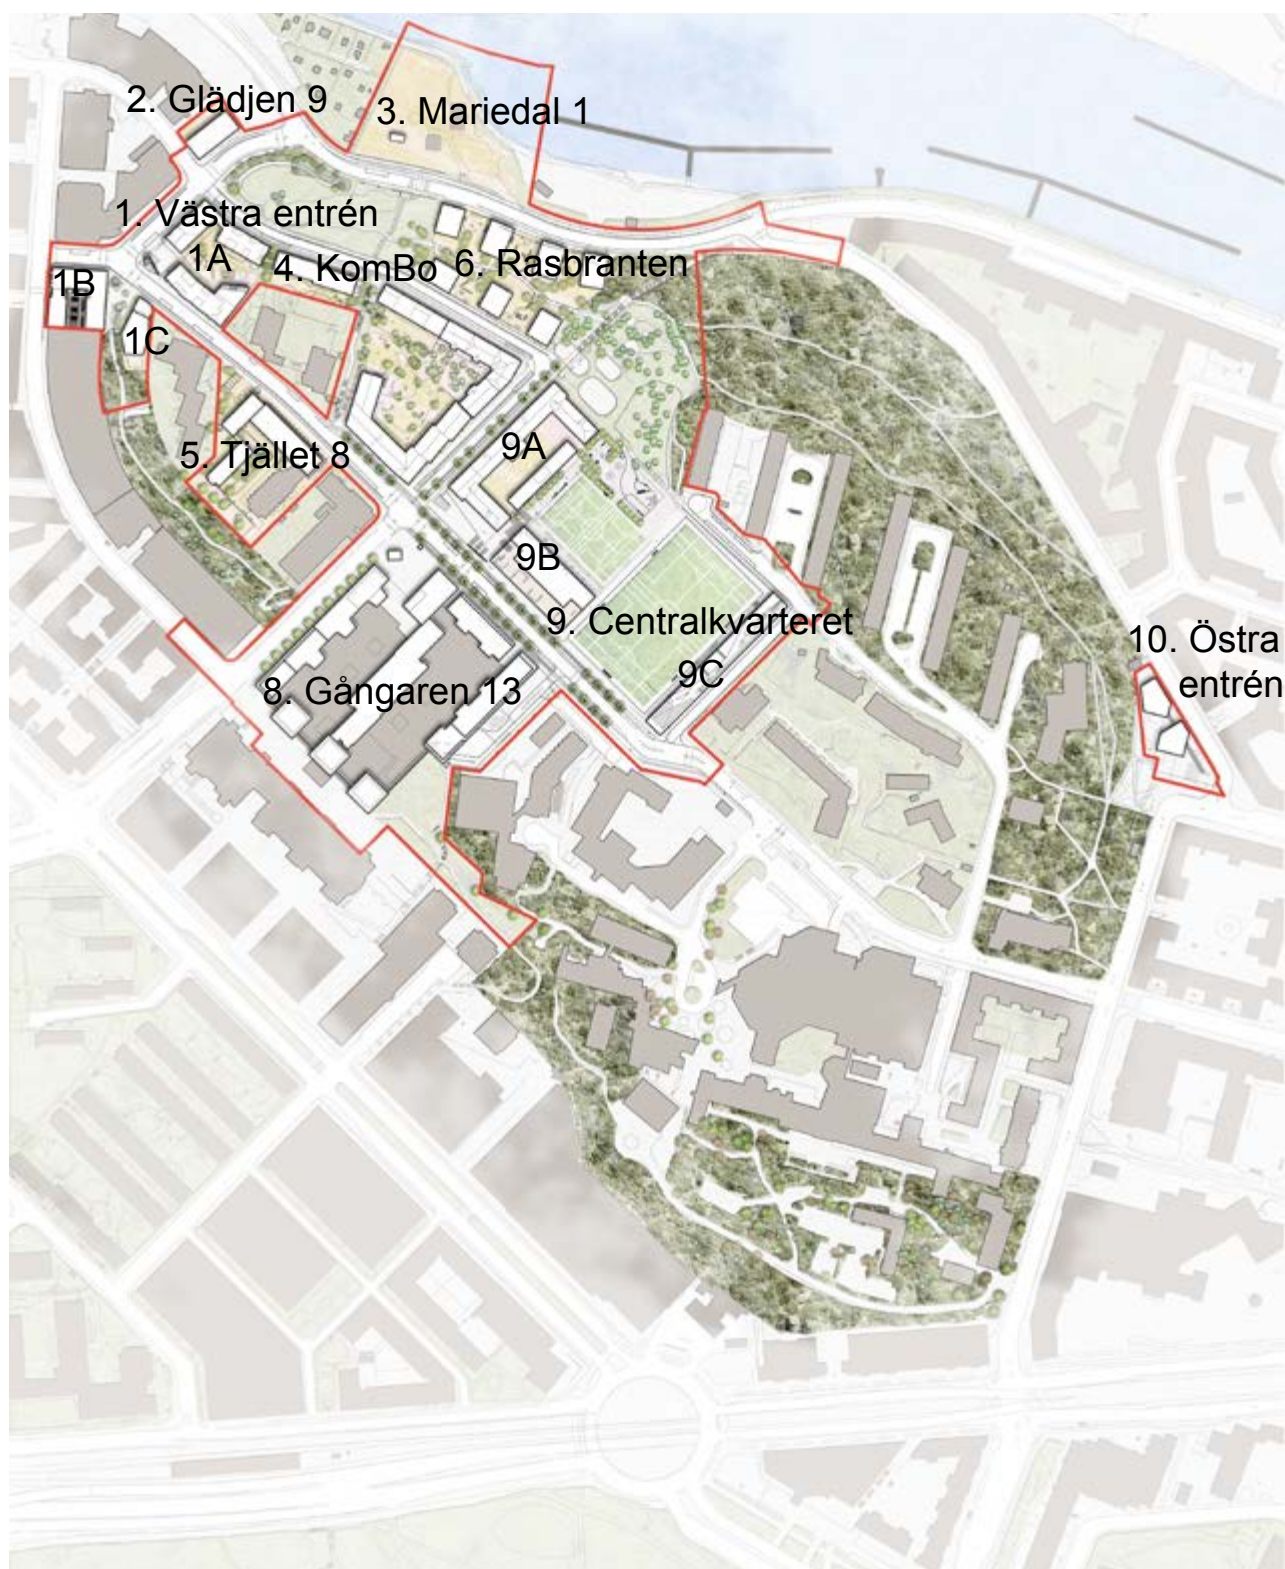 2. Glädjen 9
3. Mariedal 1
1. Västra entrén
1A
4. KomBo
6. Rasbranten
1B
1C
5. Tjället 8
9A
9B
9. Centralkvarteret
9C
8. Gångaren 13
10. Östra
entrén